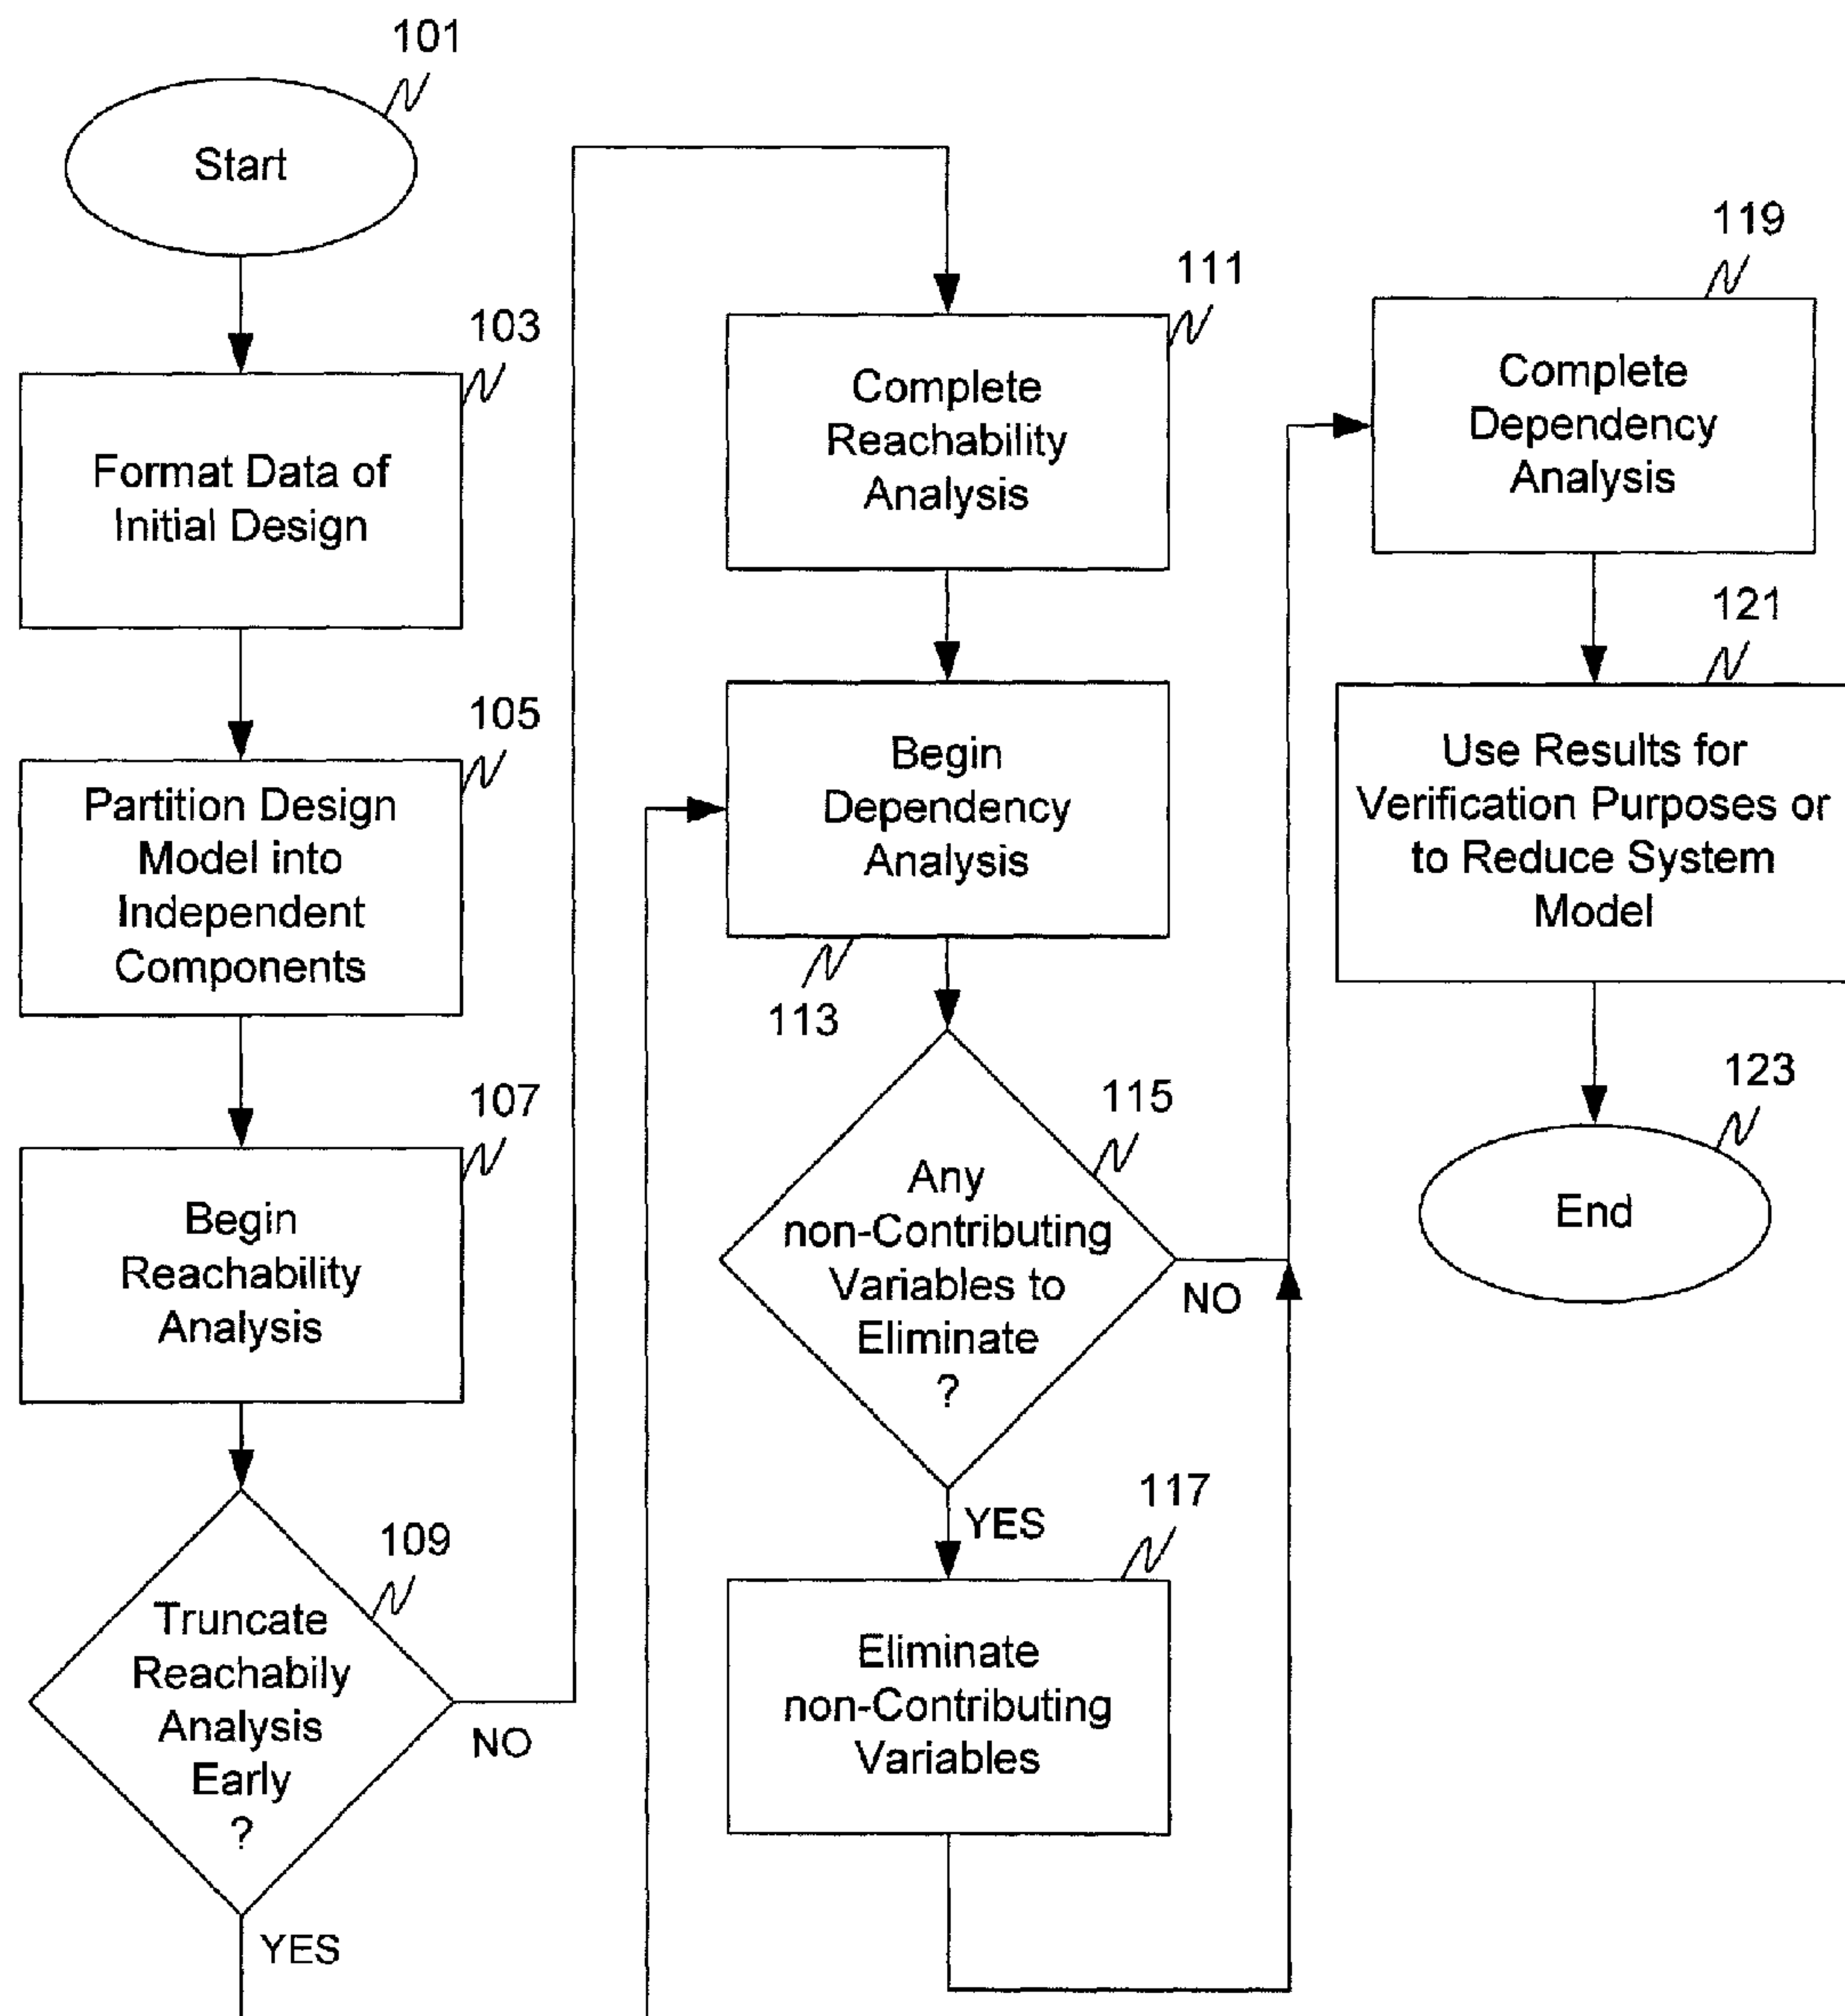 101
Start
103
Format Data of
Initial Design
105
Partition Design
Model into
Independent
Components
107
Begin
Reachability
Analysis
109
Truncate
Reachabily
Analysis
Early
?
NO
YES
111
Complete
Reachability
Analysis
Begin
Dependency
Analysis
113
115
Any
non-Contributing
Variables to
Eliminate
?
NO
YES
117
Eliminate
non-Contributing
Variables
119
Complete
Dependency
Analysis
121
Use Results for
Verification Purposes or
to Reduce System
Model
123
End